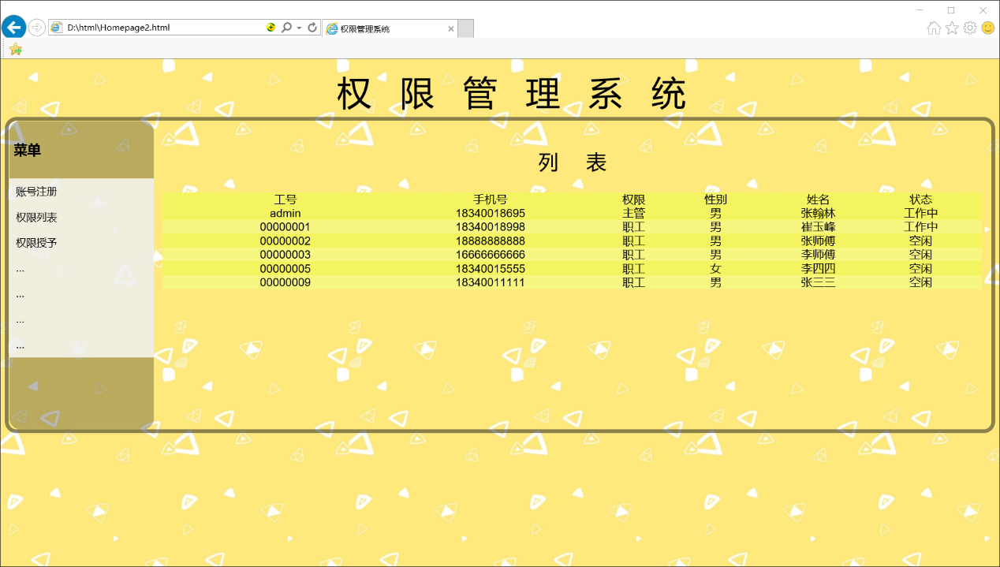 D:\html\Homepage2.html
权限管理系统
权 限 管 理 系 统
菜单
账号注册
权限列表
权限授予
...
...
...
...
列 表
工号 手机号 权限 性别 姓名 状态
admin 18340018695 主管 男 张翰林 工作中
00000001 18340018998 职工 男 崔玉峰 工作中
00000002 18888888888 职工 男 张师傅 空闲
00000003 16666666666 职工 男 李师傅 空闲
00000005 18340015555 职工 女 李四四 空闲
00000009 18340011111 职工 男 张三三 空闲